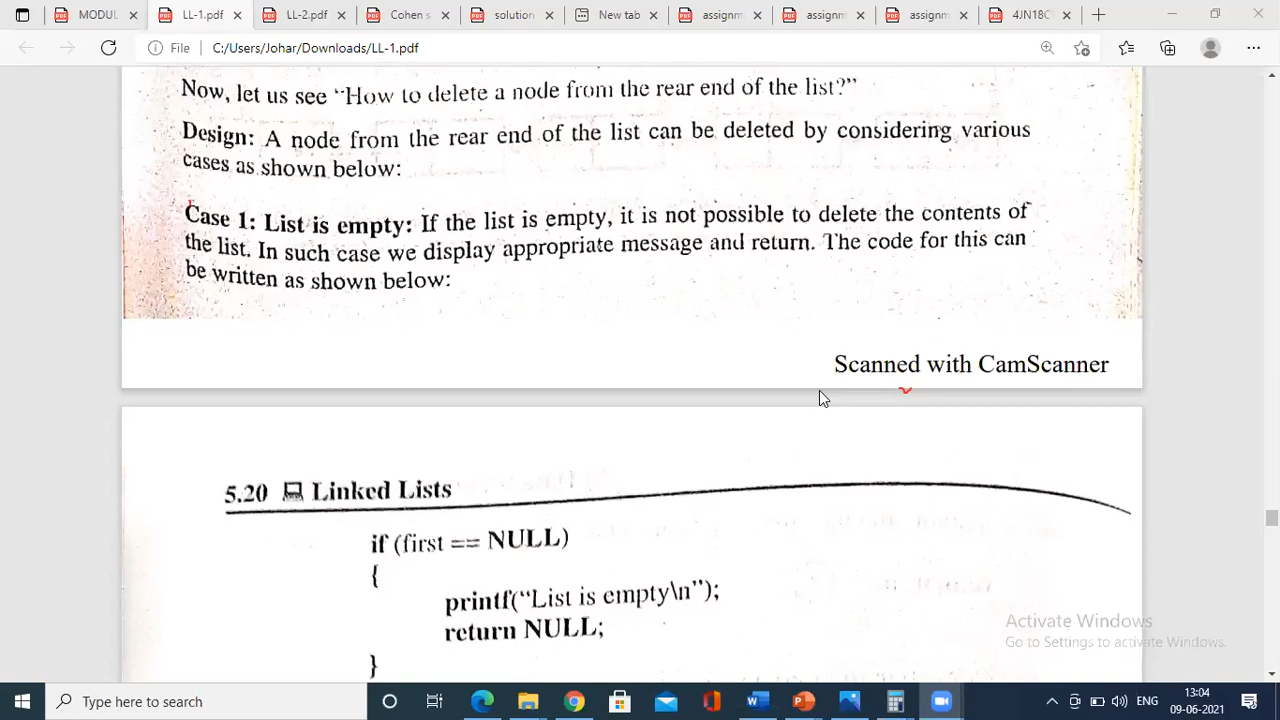 MODUL
LL-1.pdf
LL-2.pdf
Cohen s
solution
New tab
assignm
assignm
assignm
4JN18C
File
C:/Users/Johar/Downloads/LL-1.pdf
Now, let us see "How to delete a node from the rear end of the list?"
Design: A node from the rear end of the list can be deleted by considering various
cases as shown below:
Case 1: List is empty: If the list is empty, it is not possible to delete the contents of
the list. In such case we display appropriate message and return. The code for this can
be written as shown below:
Scanned with CamScanner
5.20 Linked Lists
if (first == NULL)
{
printf("List is empty\n");
return NULL;
}
Activate Windows
Go to Settings to activate Windows.
Type here to search
ENG
13:04
09-06-2021